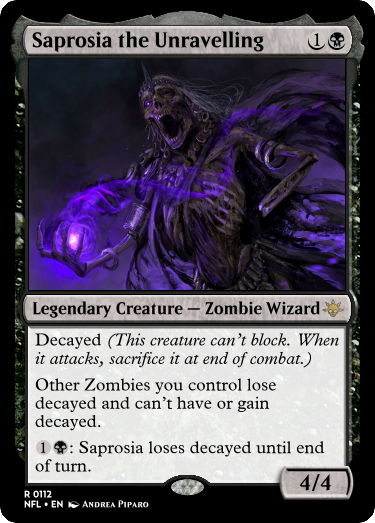 Saprosia the Unravelling 1
Legendary Creature — Zombie Wizard
Decayed (This creature can't block. When
it attacks, sacrifice it at end of combat.)
Other Zombies you control lose
decayed and can't have or gain
decayed.
1 : Saprosia loses decayed until end
of turn.
4/4
R 0112
NFL • EN Andrea Piparo